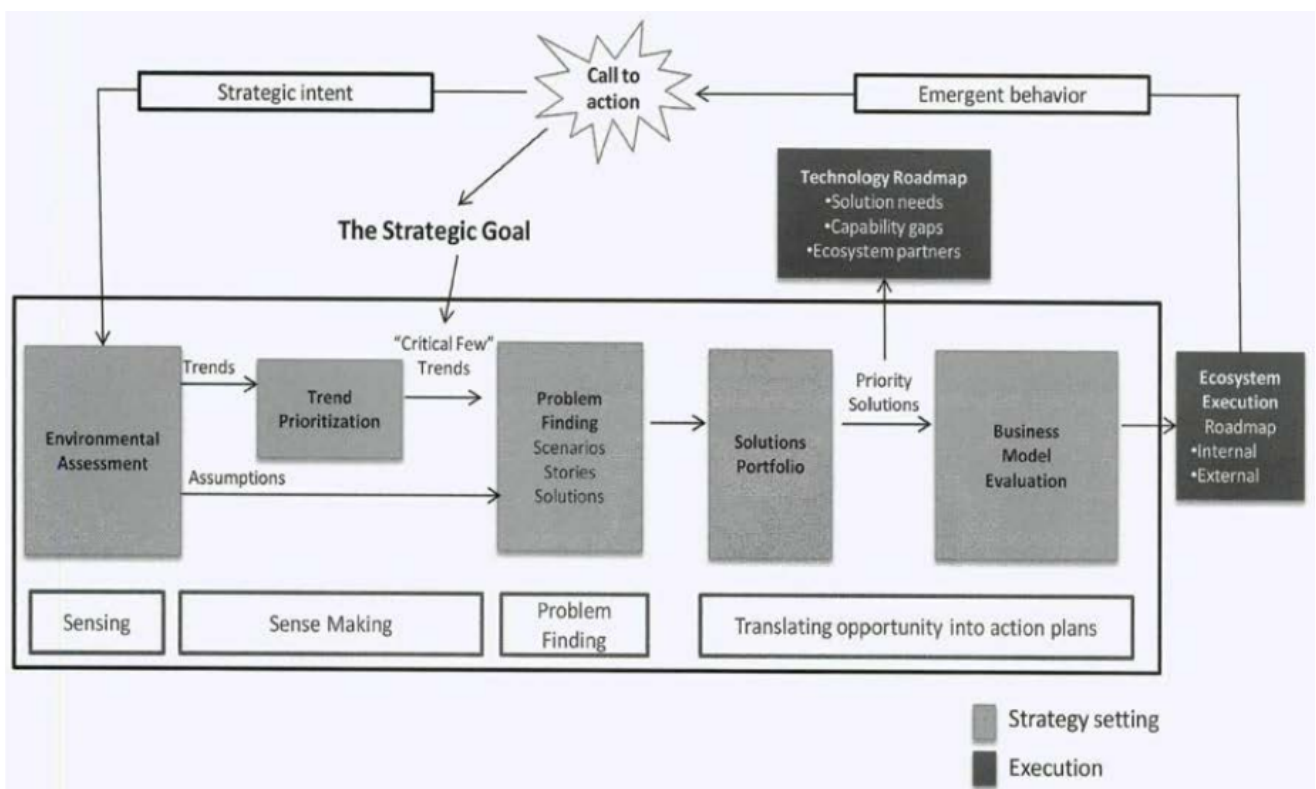 Call to
action
Strategic intent
Emergent behavior
Technology Roadmap
•Solution needs
•Capability gaps
•Ecosystem partners
The Strategic Goal
"Critical Few"
Trends
Trends
Environmental
Assessment
Trend
Prioritization
Assumptions
Problem
Finding
Scenarios
Stories
Solutions
Solutions
Portfolio
Priority
Solutions
Business
Model
Evaluation
Ecosystem
Execution
Roadmap
•Internal
•External
Sensing
Sense Making
Problem
Finding
Translating opportunity into action plans
Strategy setting
Execution